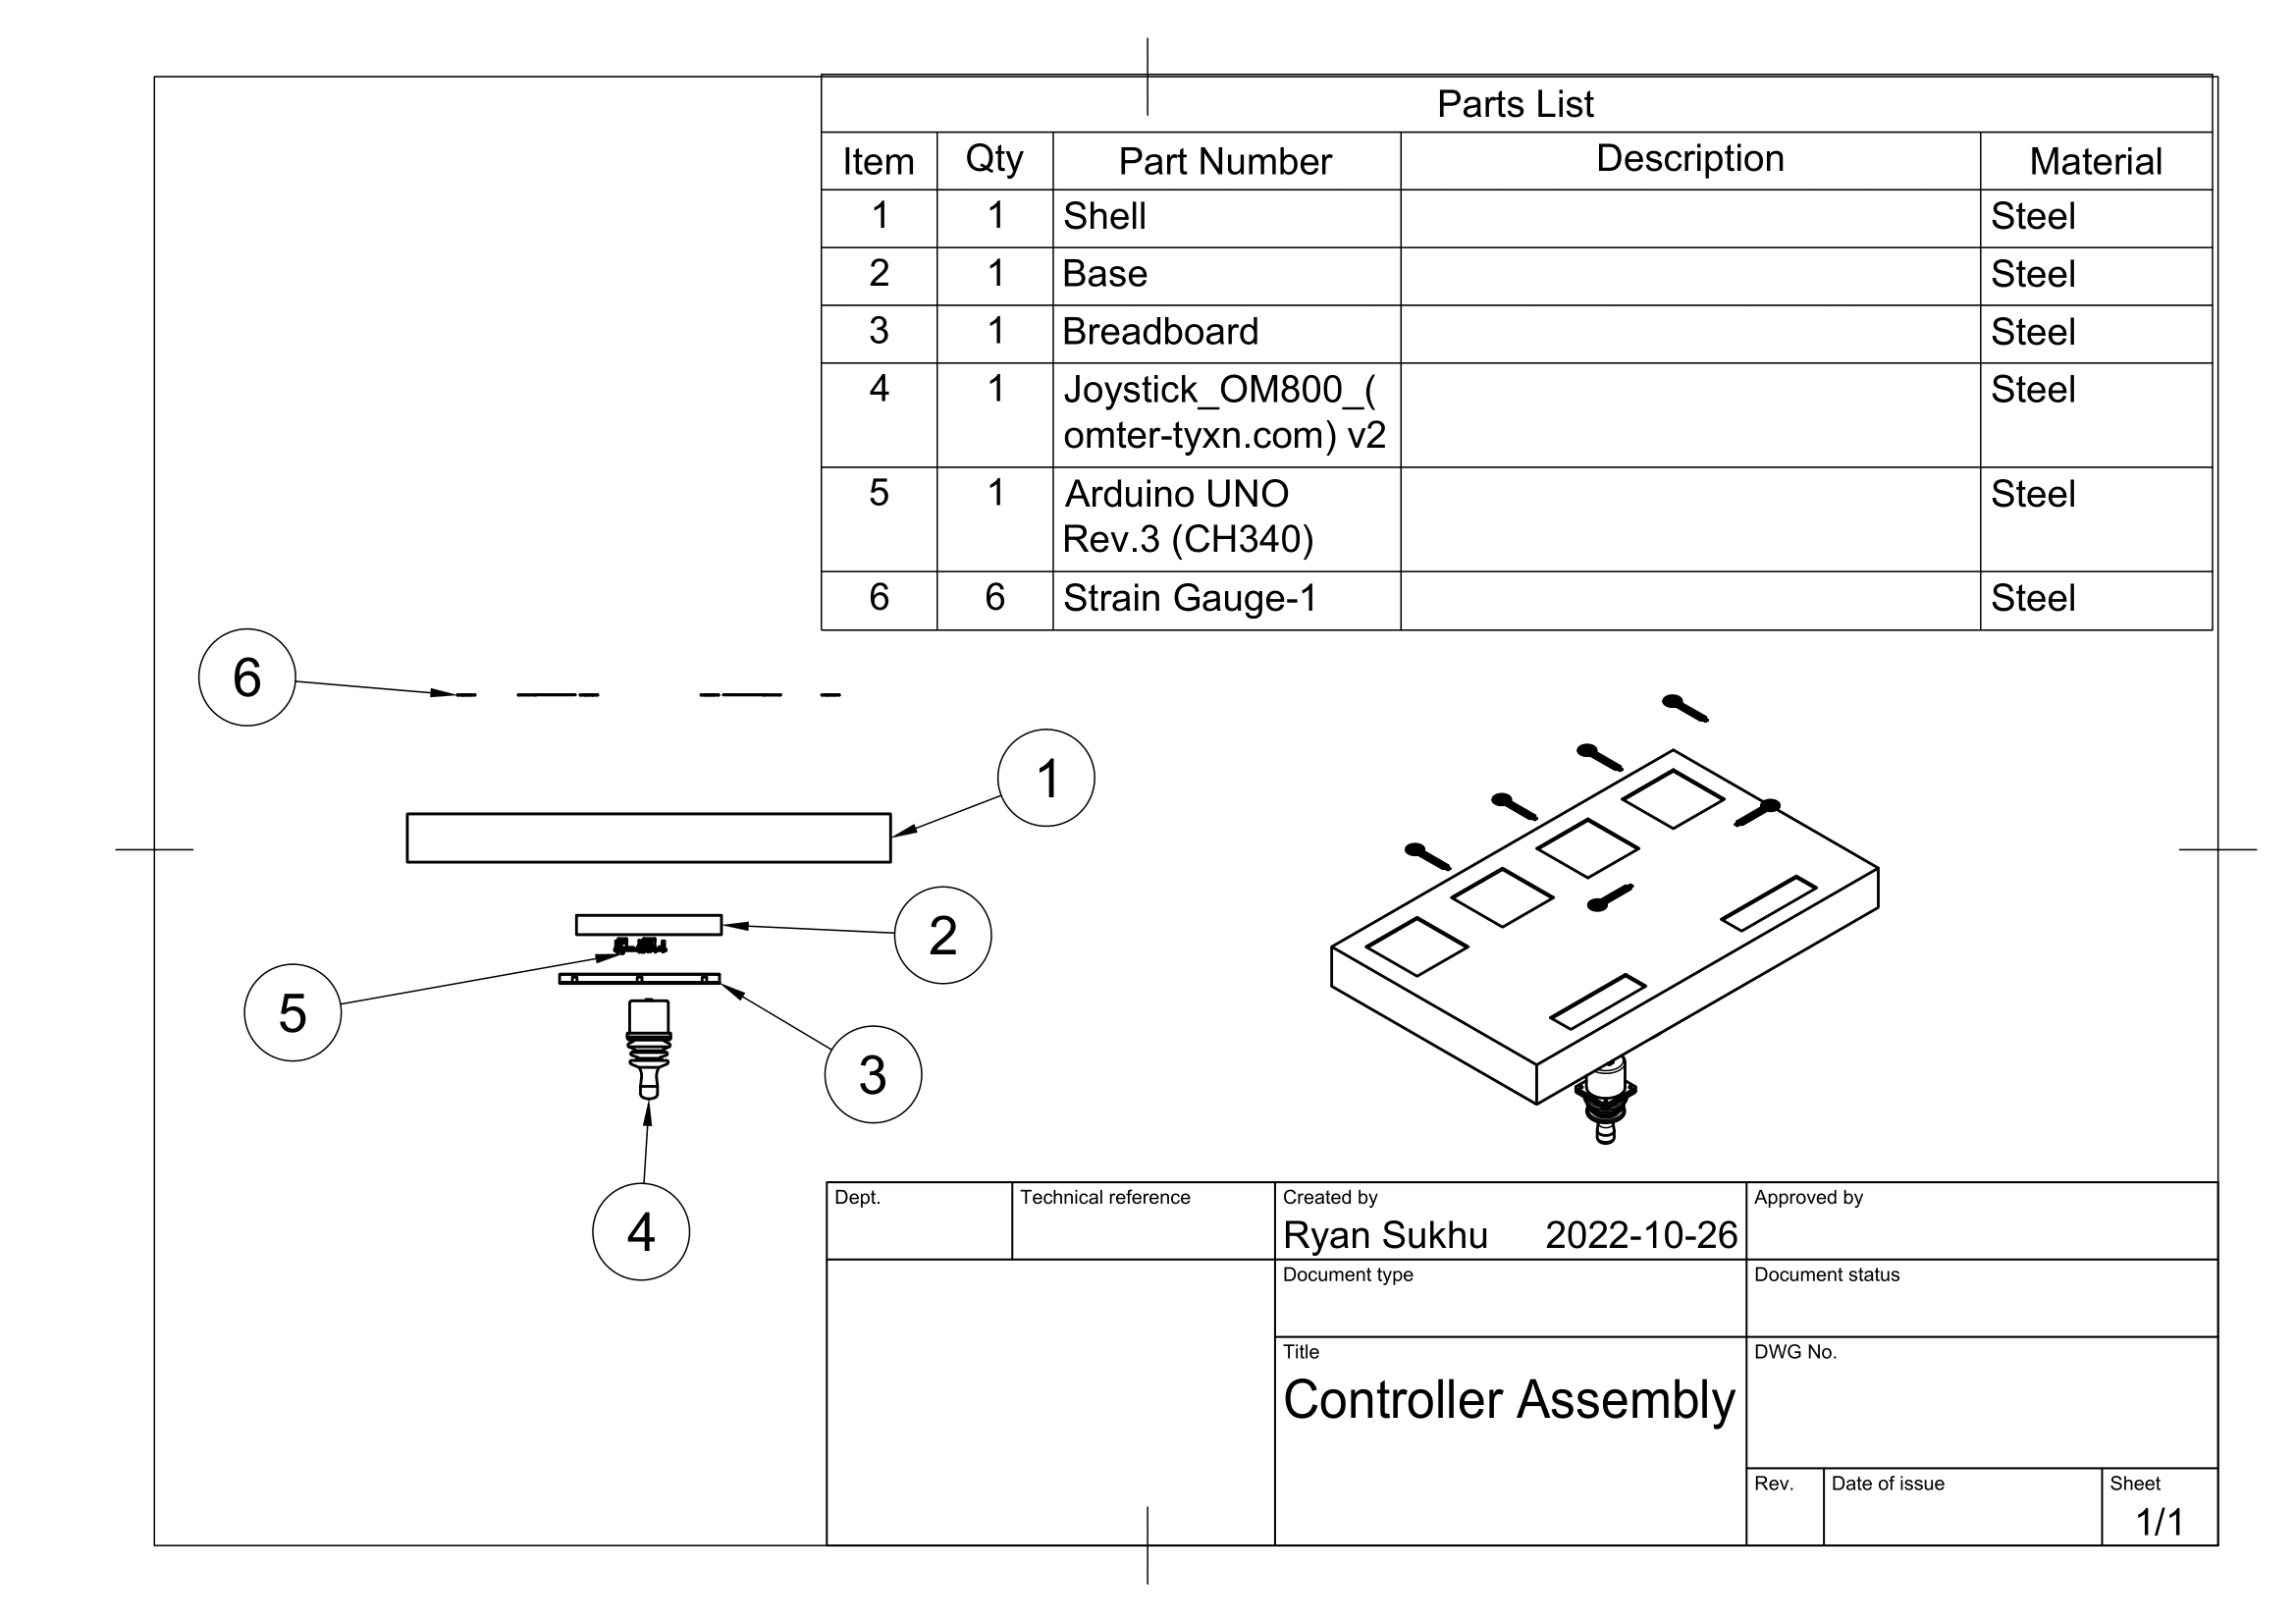 Parts List
Item Qty Part Number Description Material
1 1 Shell Steel
2 1 Base Steel
3 1 Breadboard Steel
4 1 Joystick_OM800_( Steel
omter-tyxn.com) v2
5 1 Arduino UNO Steel
Rev.3 (CH340)
6 6 Strain Gauge-1 Steel
6
1
2
5
3
4
Dept. Technical reference Created by Approved by
Ryan Sukhu 2022-10-26
Document type Document status
Title DWG No.
Controller Assembly
Rev. Date of issue Sheet
1/1